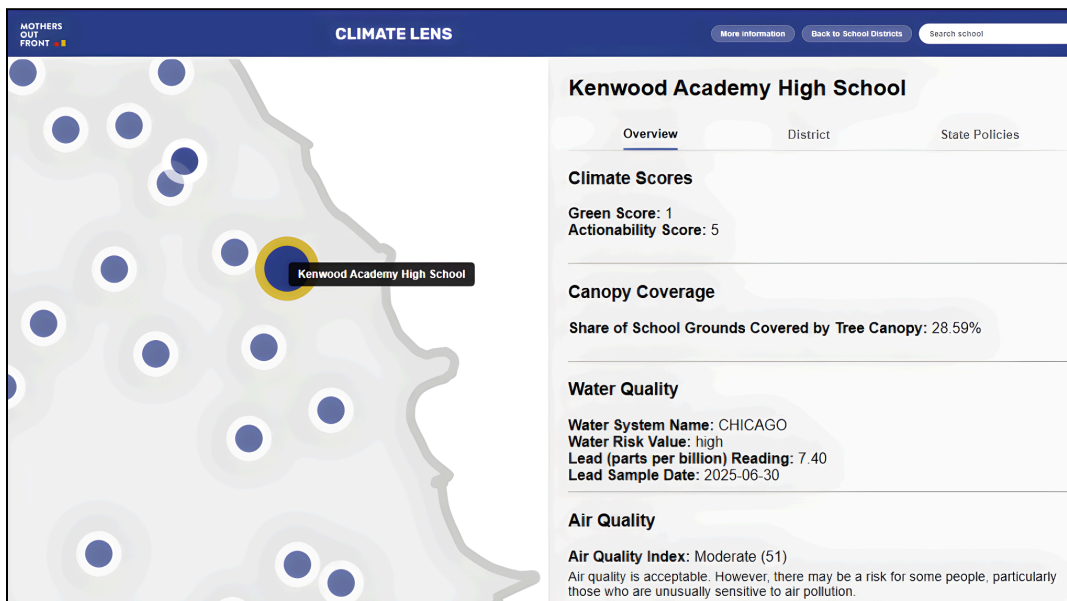 MOTHERS
OUT
FRONT
CLIMATE LENS
More information
Back to School Districts
Search school
Kenwood Academy High School
Kenwood Academy High School
Overview
District
State Policies
Climate Scores
Green Score: 1
Actionability Score: 5
Canopy Coverage
Share of School Grounds Covered by Tree Canopy: 28.59%
Water Quality
Water System Name: CHICAGO
Water Risk Value: high
Lead (parts per billion) Reading: 7.40
Lead Sample Date: 2025-06-30
Air Quality
Air Quality Index: Moderate (51)
Air quality is acceptable. However, there may be a risk for some people, particularly
those who are unusually sensitive to air pollution.